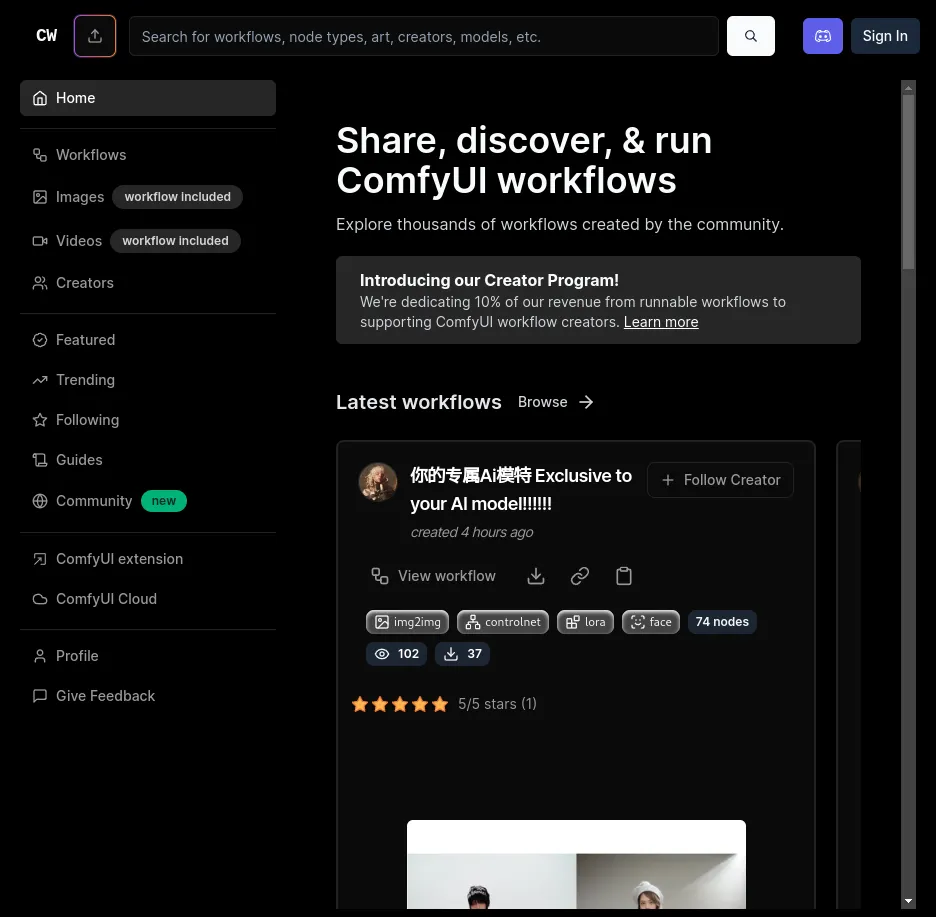 CW
Search for workflows, node types, art, creators, models, etc.
Sign In
Home
Workflows
Images workflow included
Videos workflow included
Creators
Featured
Trending
Following
Guides
Community new
ComfyUI extension
ComfyUI Cloud
Profile
Give Feedback
Share, discover, & run
ComfyUI workflows
Explore thousands of workflows created by the community.
Introducing our Creator Program!
We're dedicating 10% of our revenue from runnable workflows to
supporting ComfyUI workflow creators. Learn more
Latest workflows Browse
你的专属Ai模特 Exclusive to
your AI model!!!!!!!
Follow Creator
created 4 hours ago
View workflow
img2img controlnet lora face 74 nodes
102 37
5/5 stars (1)